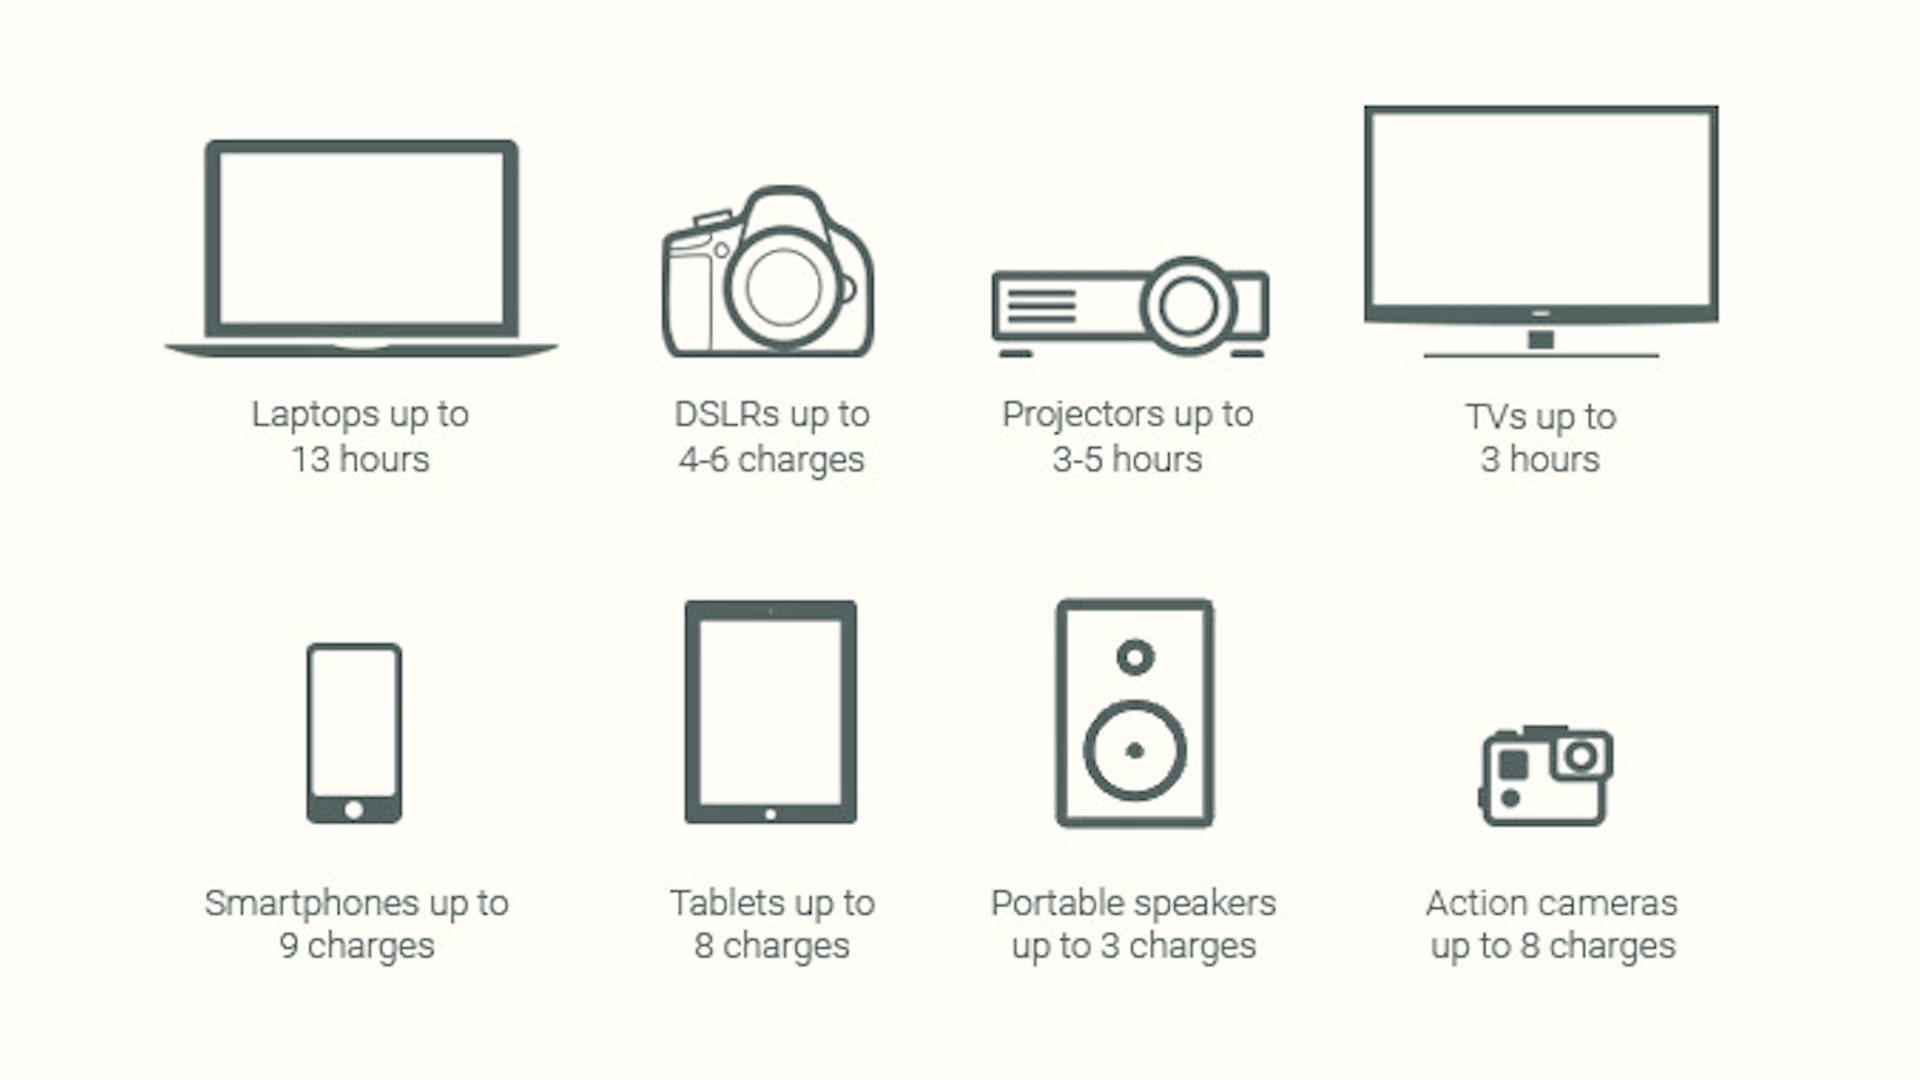 Laptops up to
13 hours
DSLRs up to
4-6 charges
Projectors up to
3-5 hours
TVs up to
3 hours
Smartphones up to
9 charges
Tablets up to
8 charges
Portable speakers
up to 3 charges
Action cameras
up to 8 charges